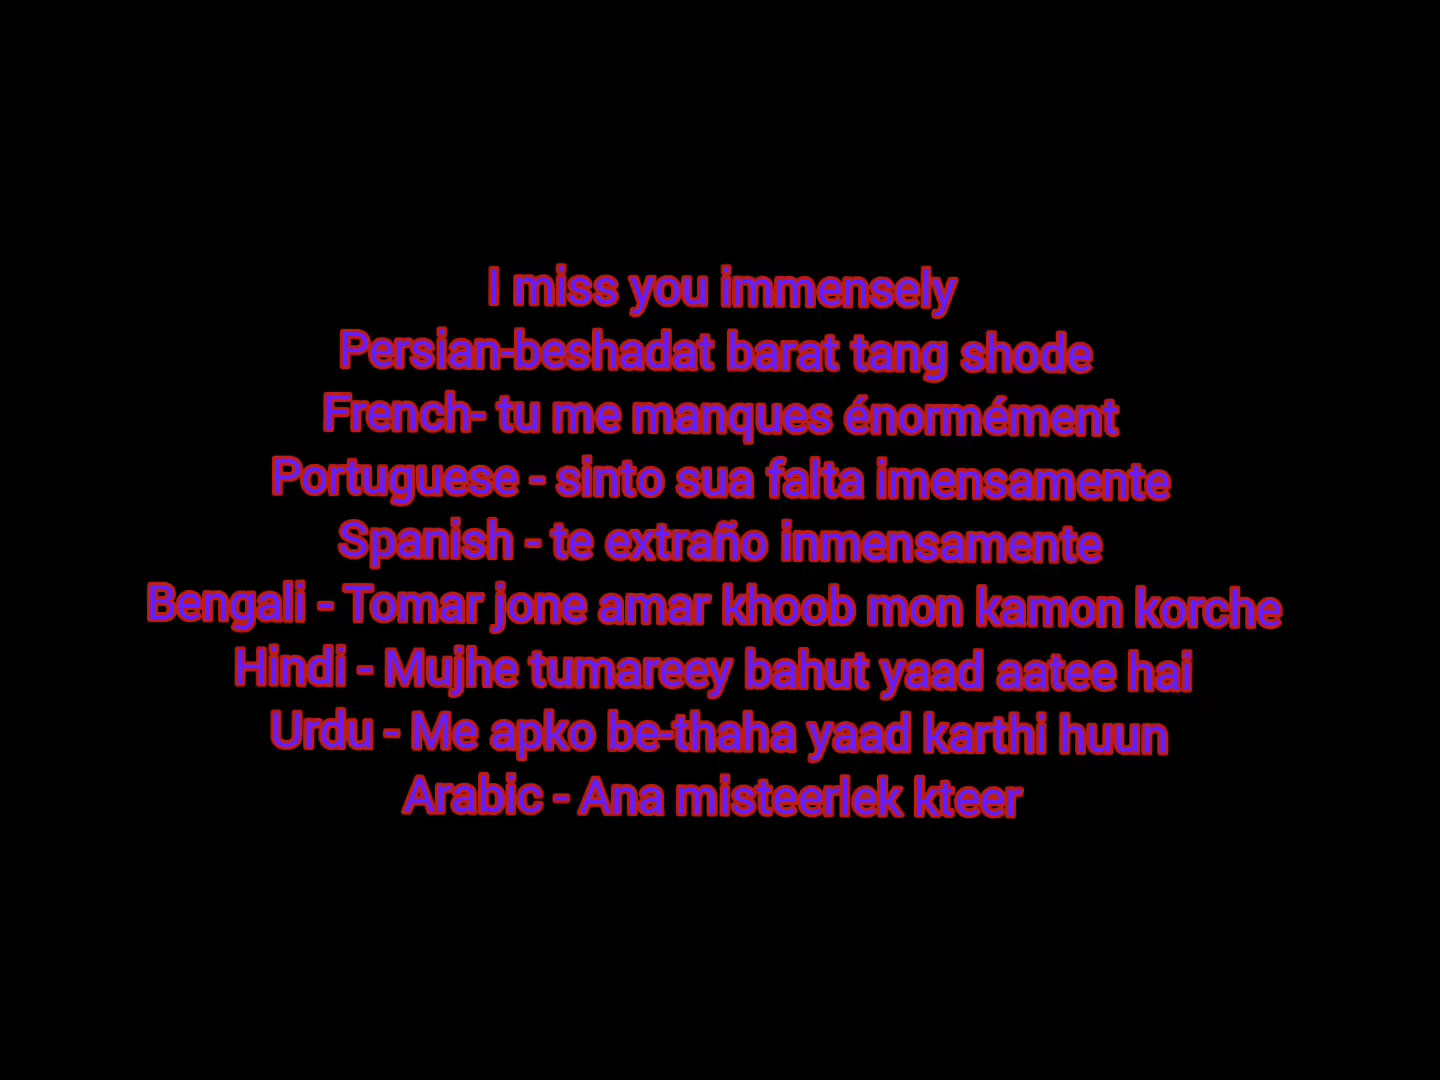 I miss you immensely
Persian-beshadat barat tang shode
French- tu me manques énormément
Portuguese - sinto sua falta imensamente
Spanish - te extraño inmensamente
Bengali - Tomar jone amar khoob mon kamon korche
Hindi - Mujhe tumareey bahut yaad aatee hai
Urdu - Me apko be-thaha yaad karthi huun
Arabic - Ana misteerlek kteer